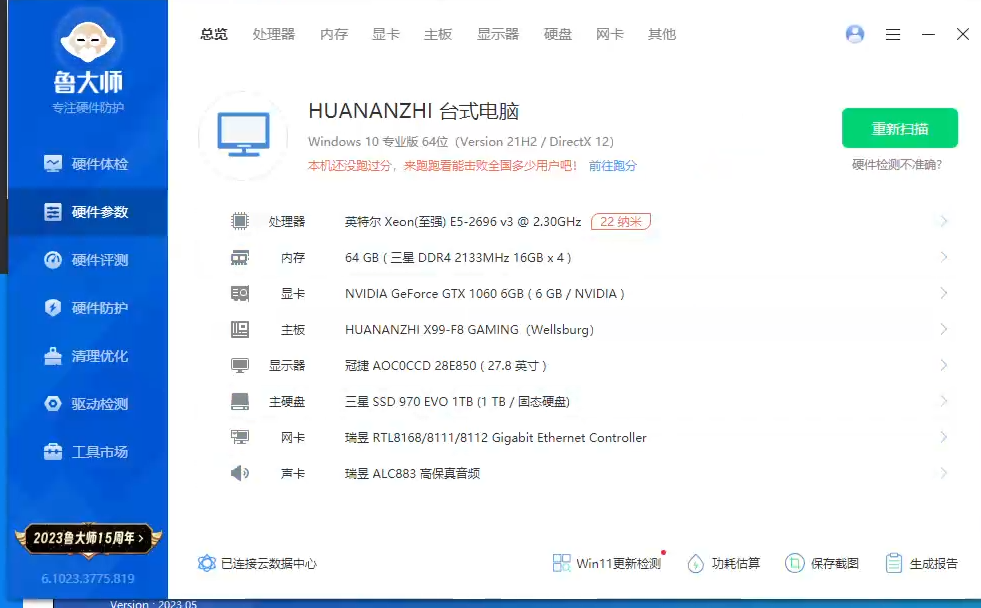 总览 处理器 内存 显卡 主板 显示器 硬盘 网卡 其他
鲁大师
专注硬件防护
硬件体检
硬件参数
硬件评测
硬件防护
清理优化
驱动检测
工具市场
2023鲁大师15周年 >
6.1023.3775.819
HUANANZHI 台式电脑
Windows 10 专业版 64位（Version 21H2 / DirectX 12）
本机还没跑过分，来跑跑看能击败全国多少用户吧！ 前往跑分
重新扫描
硬件检测不准确?
处理器 英特尔 Xeon(至强) E5-2696 v3 @ 2.30GHz 22 纳米
内存 64 GB ( 三星 DDR4 2133MHz 16GB x 4 )
显卡 NVIDIA GeForce GTX 1060 6GB ( 6 GB / NVIDIA )
主板 HUANANZHI X99-F8 GAMING（Wellsburg）
显示器 冠捷 AOC0CCD 28E850 ( 27.8 英寸 )
主硬盘 三星 SSD 970 EVO 1TB (1 TB / 固态硬盘)
网卡 瑞昱 RTL8168/8111/8112 Gigabit Ethernet Controller
声卡 瑞昱 ALC883 高保真音频
已连接云数据中心 Win11更新检测 功耗估算 保存截图 生成报告
Version : 2023.05